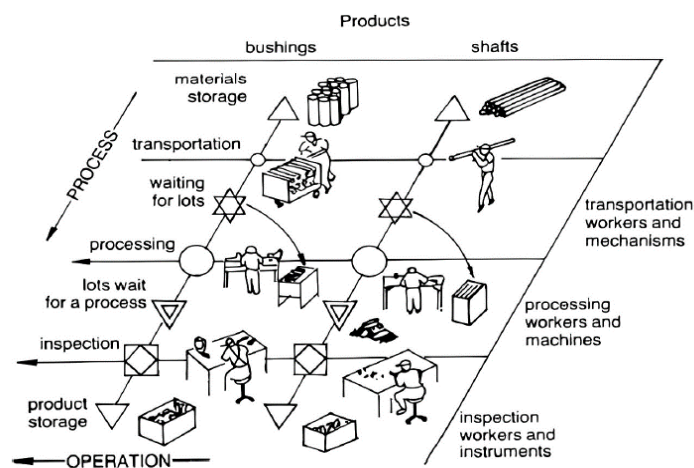 Products
bushings
shafts
materials
storage
transportation
waiting
for lots
PROCESS
transportation
workers and
mechanisms
processing
lots wait
for a process
processing
workers and
machines
inspection
product
storage
inspection
workers and
instruments
OPERATION